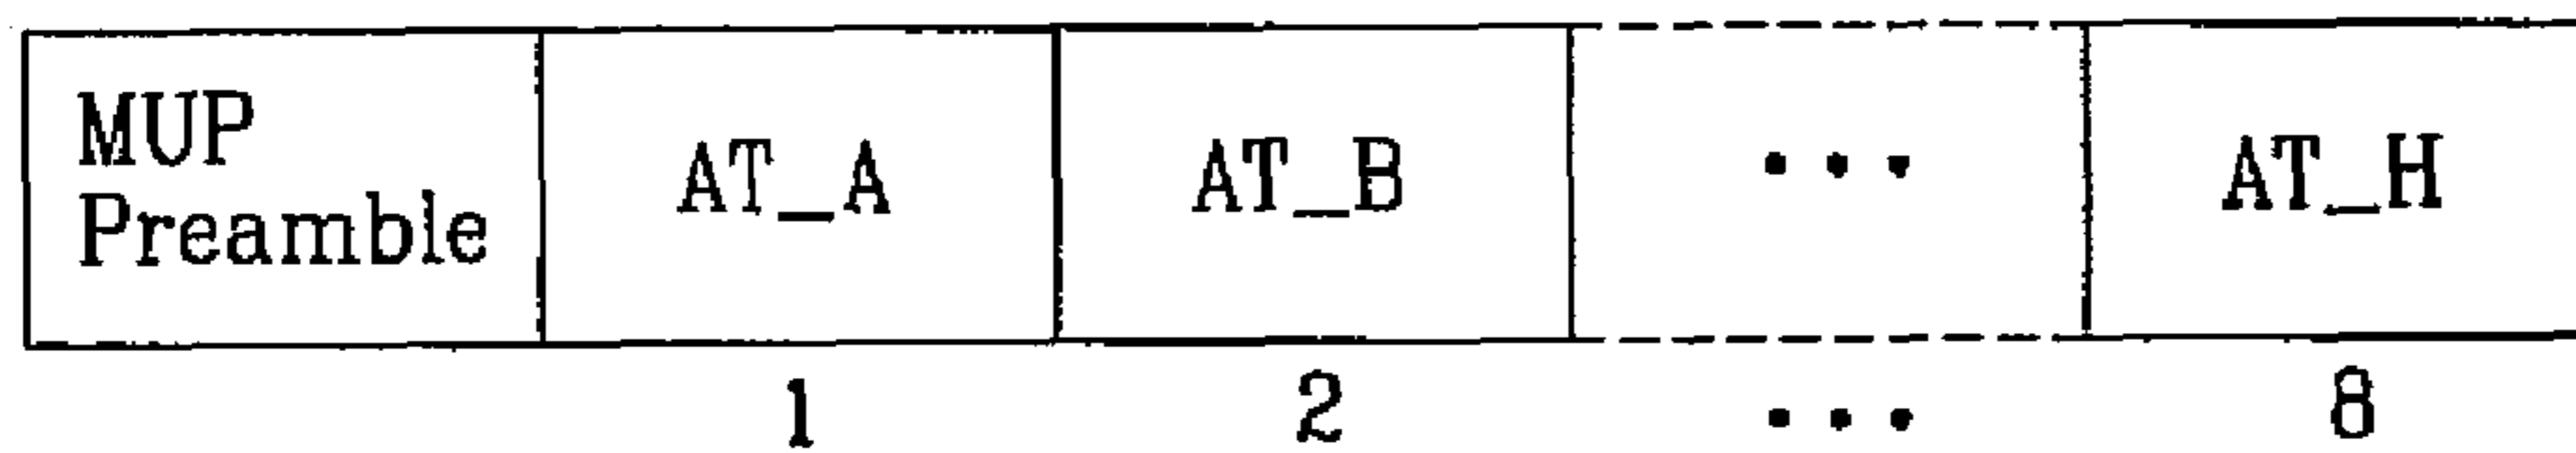 MUP
Preamble
AT_A
AT_B
• • •
AT_H
1
2
• • •
8